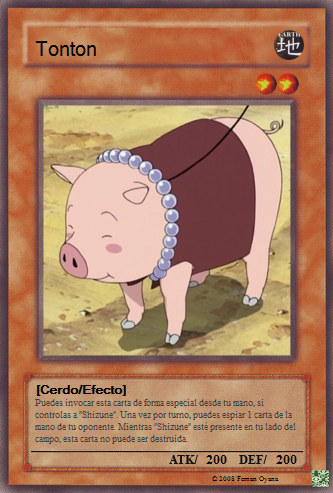 Tonton
EARTH
地
[Cerdo/Efecto]
Puedes invocar esta carta de forma especial desde tu mano, si
controlas a "Shizune". Una vez por turno, puedes espiar 1 carta de la
mano de tu oponente. Mientras "Shizune" esté presente en tu lado del
campo, esta carta no puede ser destruida.
ATK/ 200 DEF/ 200
©2008 Fernan Oyana